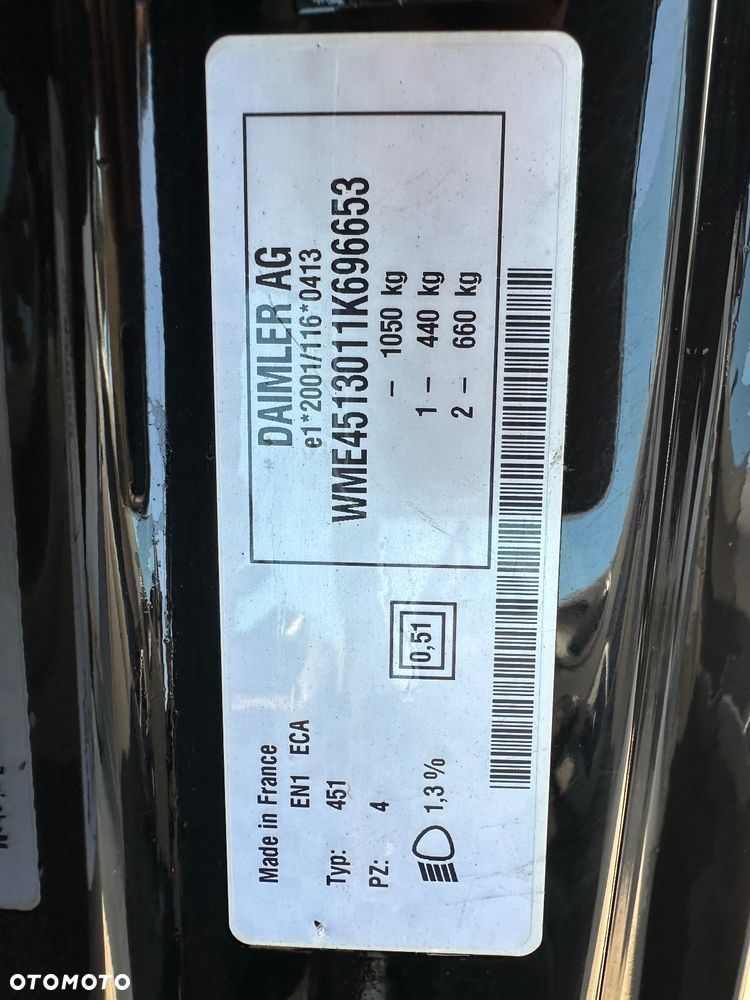 DAIMLER AG
e1*2001/116*0413
WME4513011K696653
– 1050 kg
1 – 440 kg
2 – 660 kg
0,51
Made in France
EN1 ECA
Typ: 451
PZ: 4
1,3 %
OTOMOTO